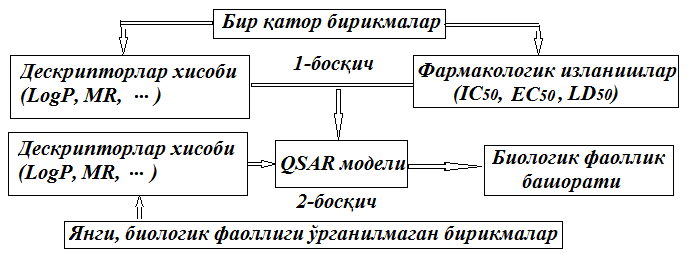 Бир қатор бирикмалар
Дескрипторлар хисоби
(LogP, MR, ··· )
1-босқич
Фармакологик изланишлар
(IC50, EC50, LD50)
Дескрипторлар хисоби
(LogP, MR, ··· )
QSAR модели
Биологик фаоллик
башорати
2-босқич
Янги, биологик фаоллиги ўрганилмаган бирикмалар